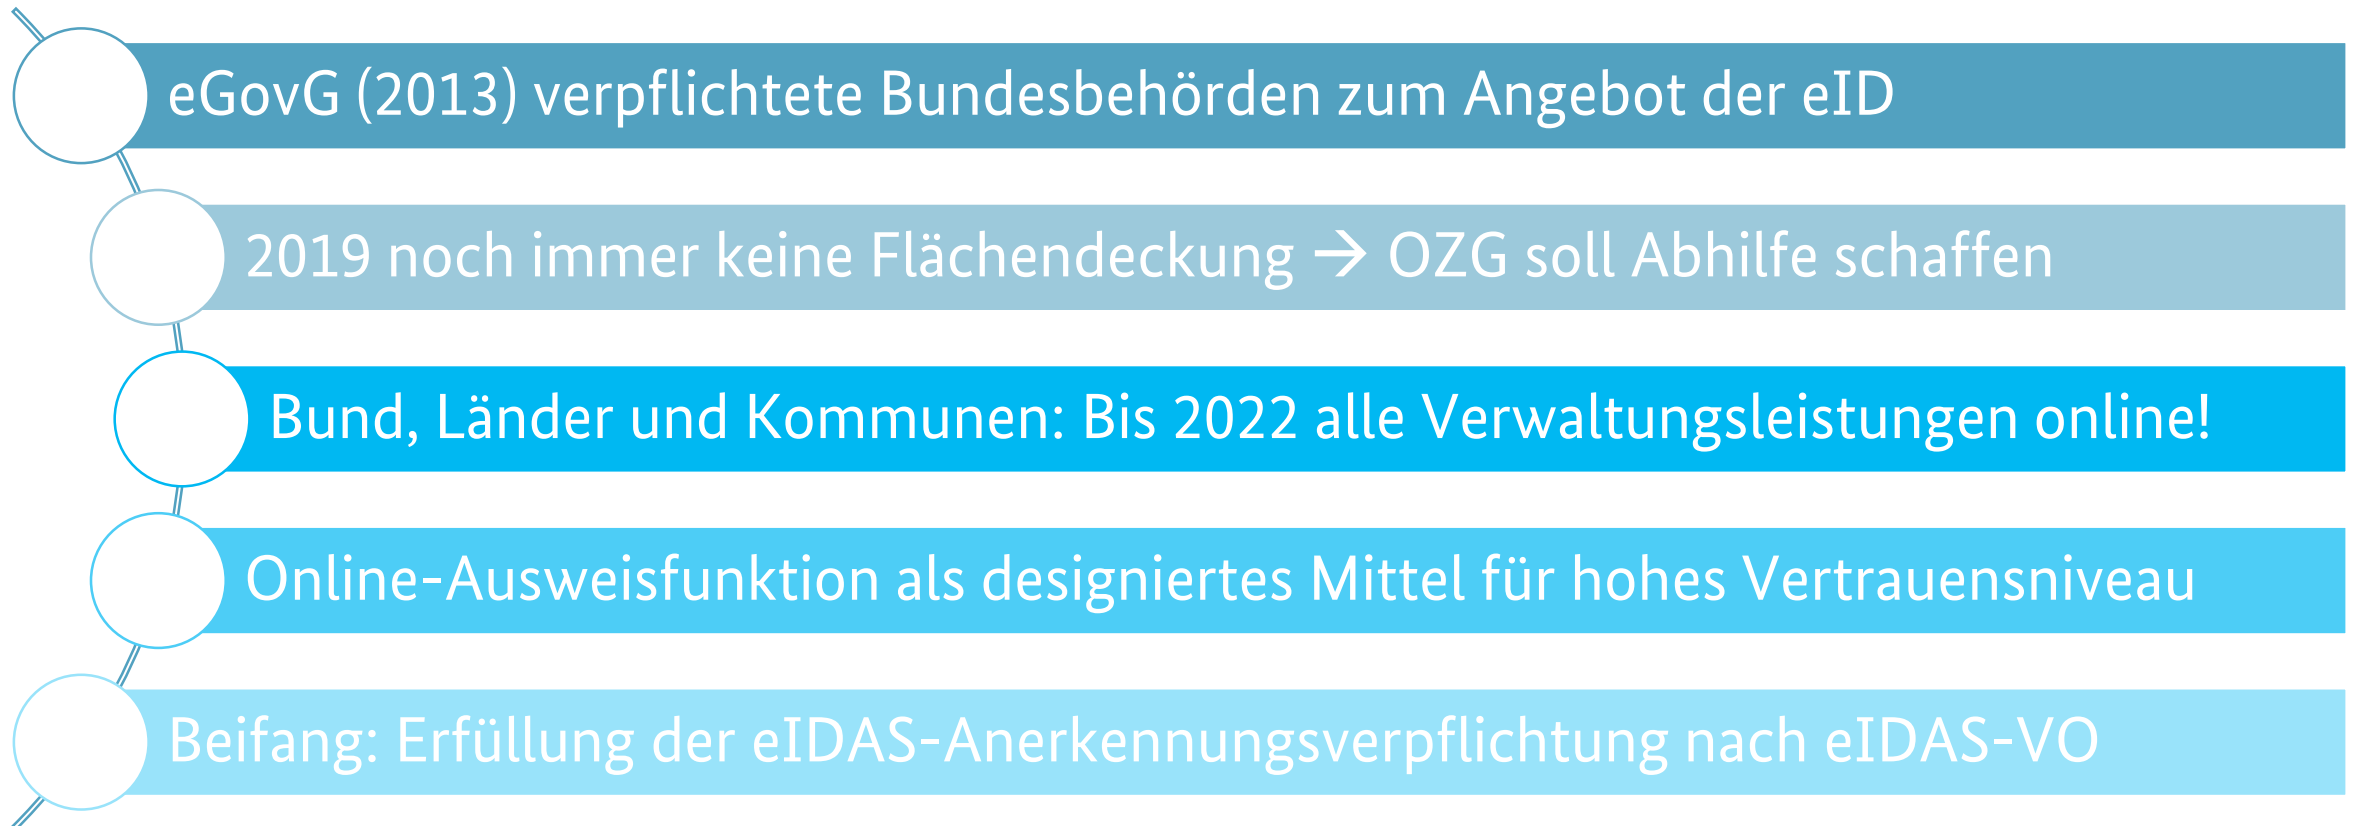 eGovG (2013) verpflichtete Bundesbehörden zum Angebot der eID
2019 noch immer keine Flächendeckung → OZG soll Abhilfe schaffen
Bund, Länder und Kommunen: Bis 2022 alle Verwaltungsleistungen online!
Online-Ausweisfunktion als designiertes Mittel für hohes Vertrauensniveau
Beifang: Erfüllung der eIDAS-Anerkennungsverpflichtung nach eIDAS-VO